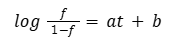 log f/(1−f) = at + b